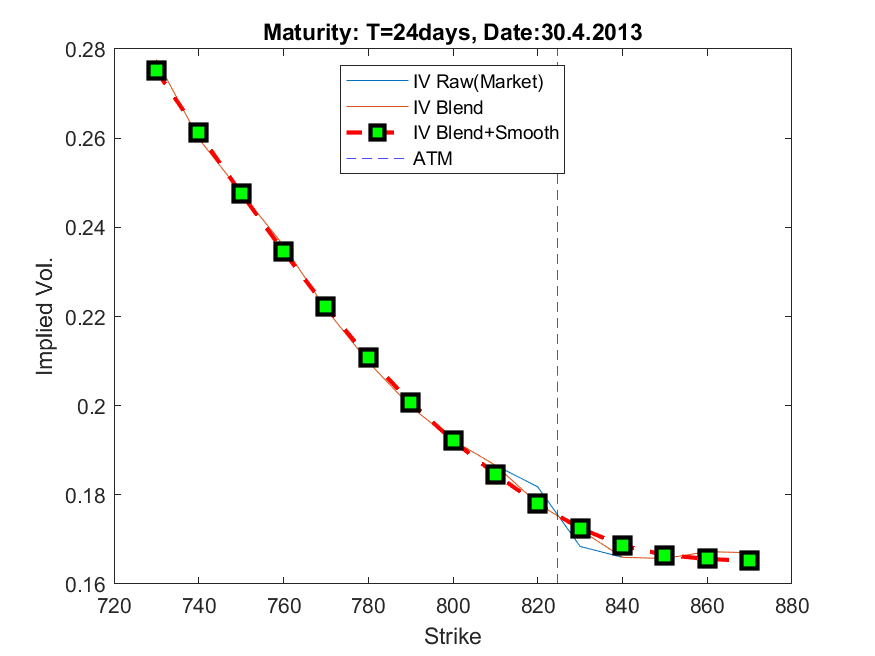 Maturity: T=24days, Date:30.4.2013
0.28
0.26
0.24
0.22
0.2
0.18
0.16
Implied Vol.
IV Raw(Market)
IV Blend
IV Blend+Smooth
ATM
720 740 760 780 800 820 840 860 880
Strike